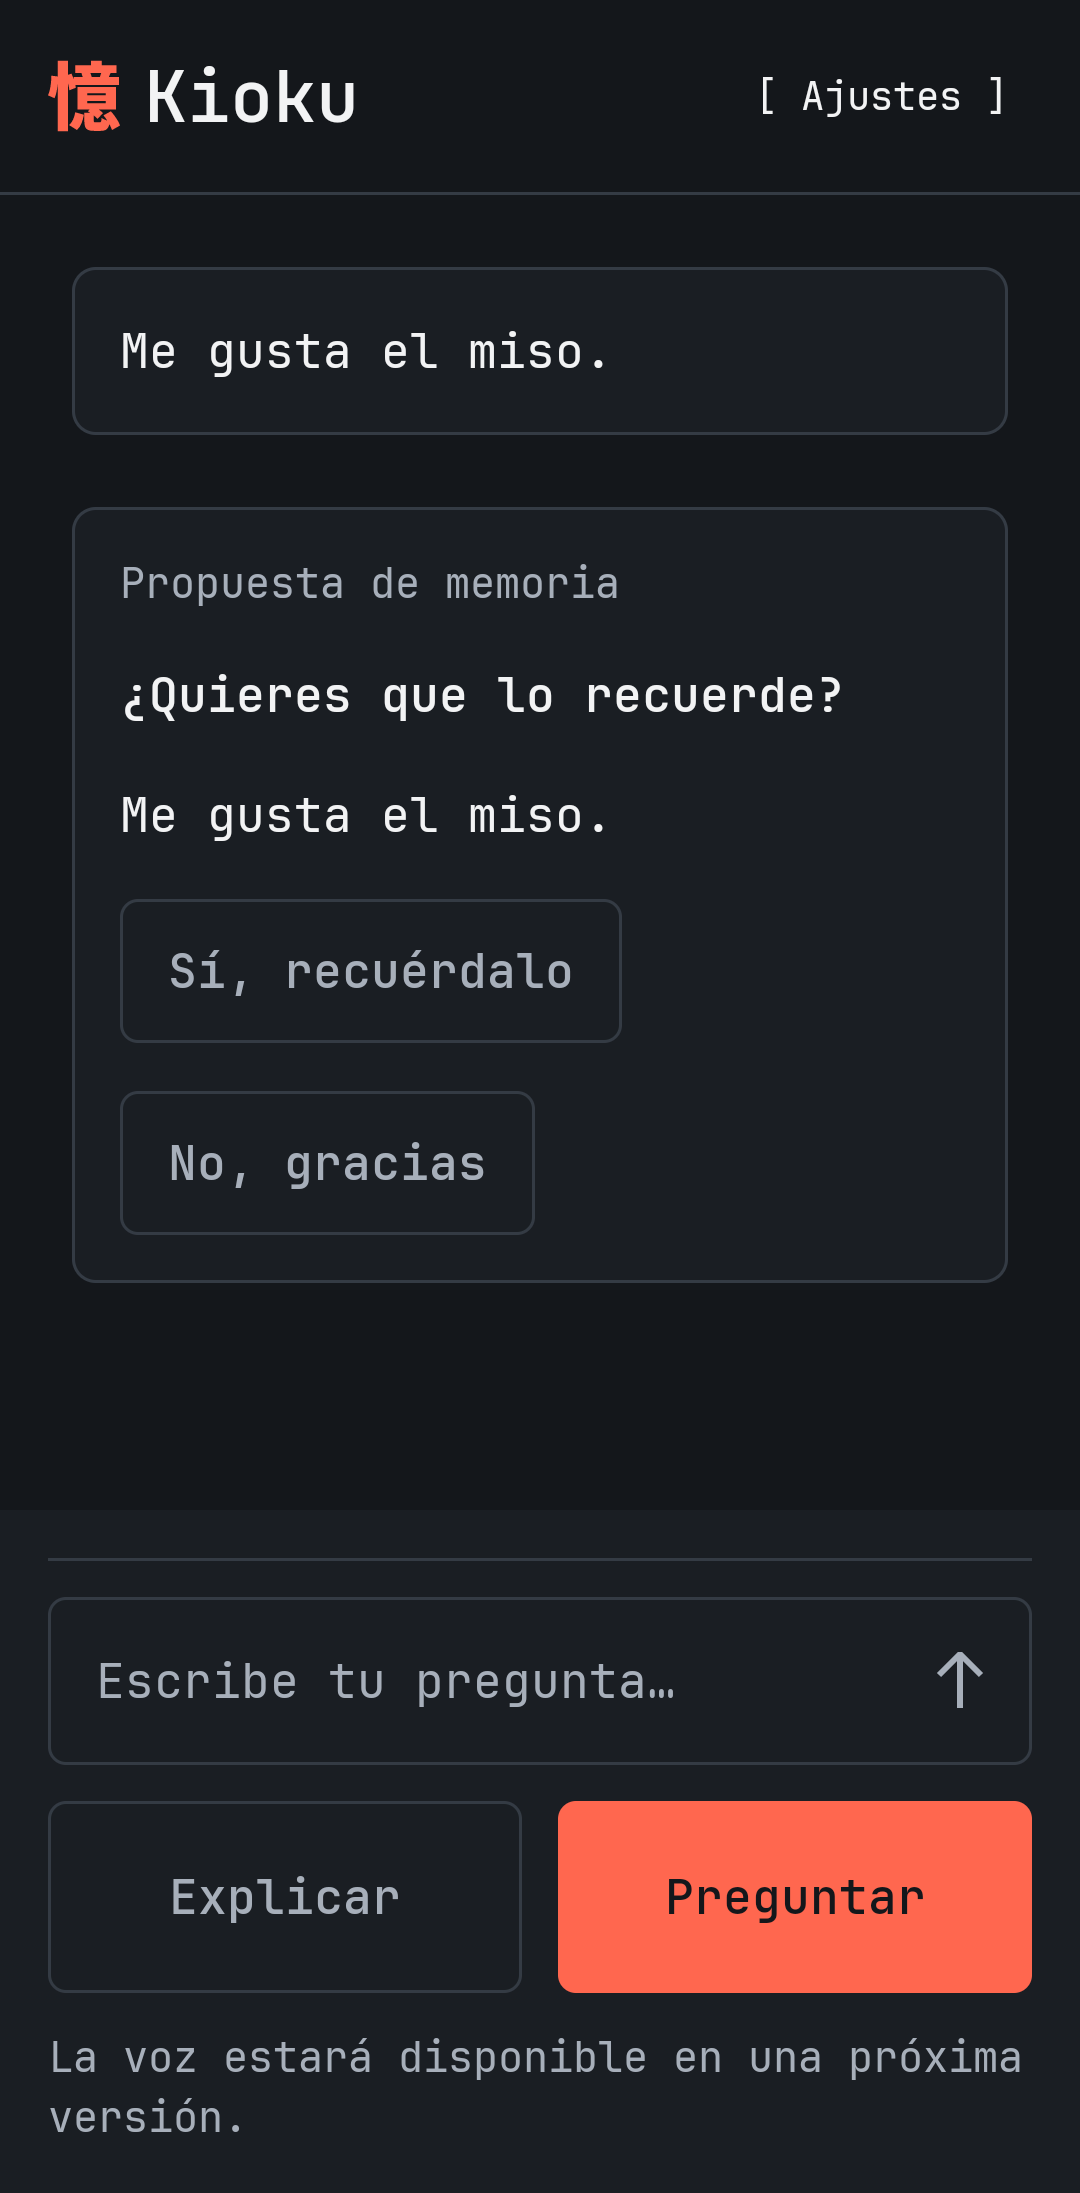 憶 Kioku
[ Ajustes ]
Me gusta el miso.
Propuesta de memoria
¿Quieres que lo recuerde?
Me gusta el miso.
Sí, recuérdalo
No, gracias
Escribe tu pregunta… ↑
Explicar
Preguntar
La voz estará disponible en una próxima
versión.